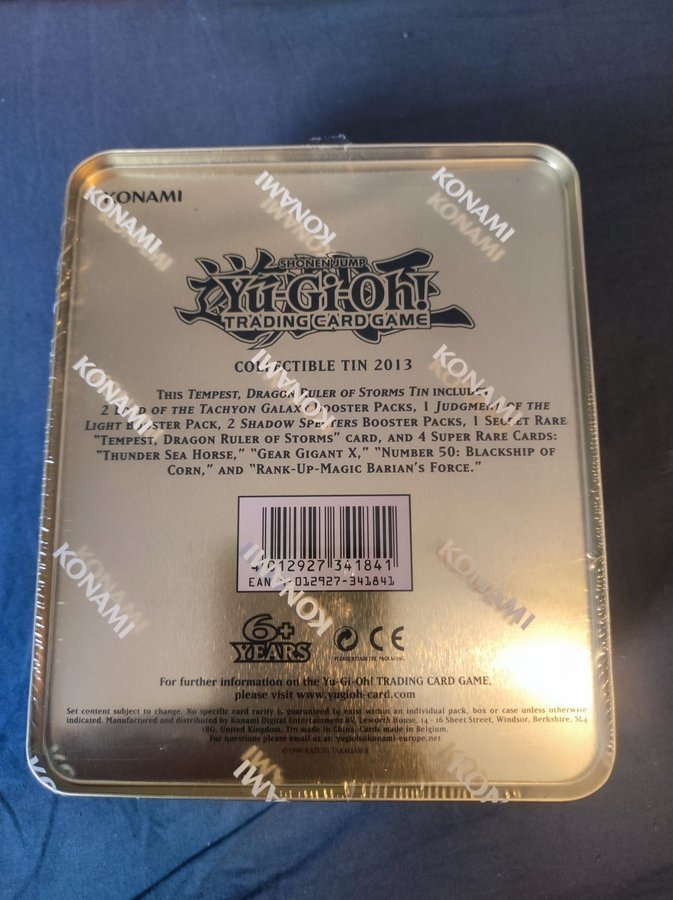 KONAMI
SHONEN JUMP
Yu-Gi-Oh!
TRADING CARD GAME
COLLECTIBLE TIN 2013
THIS TEMPEST, DRAGON RULER OF STORMS TIN INCLUDES
2 LORD OF THE TACHYON GALAXY BOOSTER PACKS, 1 JUDGMENT OF THE
LIGHT BOOSTER PACK, 2 SHADOW SPECTERS BOOSTER PACKS, 1 SECRET RARE
"TEMPEST, DRAGON RULER OF STORMS" CARD, AND 4 SUPER RARE CARDS:
"THUNDER SEA HORSE," "GEAR GIGANT X," "NUMBER 50: BLACKSHIP OF
CORN," AND "RANK-UP-MAGIC BARIAN'S FORCE."
4 012927 341841
EAN 4-012927-341841
6+
YEARS
CE
PLEASE RETAIN THE PACKAGING
For further information on the Yu-Gi-Oh! TRADING CARD GAME,
please visit www.yugioh-card.com
Set content subject to change. No specific card rarity is guaranteed to exist within an individual pack, box or case unless otherwise
indicated. Manufactured and distributed by Konami Digital Entertainment BV, Leworth House, 14 - 16 Sheet Street, Windsor, Berkshire, SL4
1BG, United Kingdom. Tin made in China. Cards made in Belgium.
For questions please email us at: yugioh@konami-europe.net
©1996 KAZUKI TAKAHASHI
KONAMI
KONAMI
KONAMI
KONAMI
KONAMI
KONAMI
KONAMI
KONAMI
KONAMI
KONAMI
KONAMI